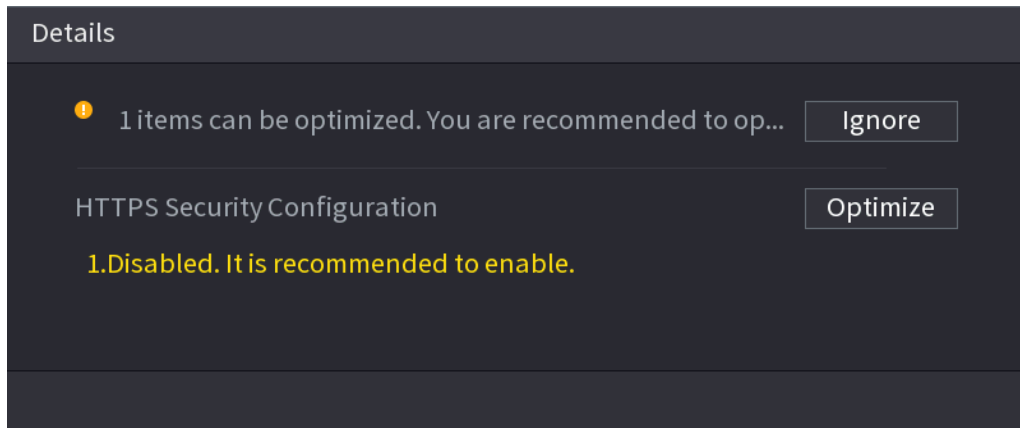 Details
1 items can be optimized. You are recommended to op...
Ignore
HTTPS Security Configuration
Optimize
1.Disabled. It is recommended to enable.